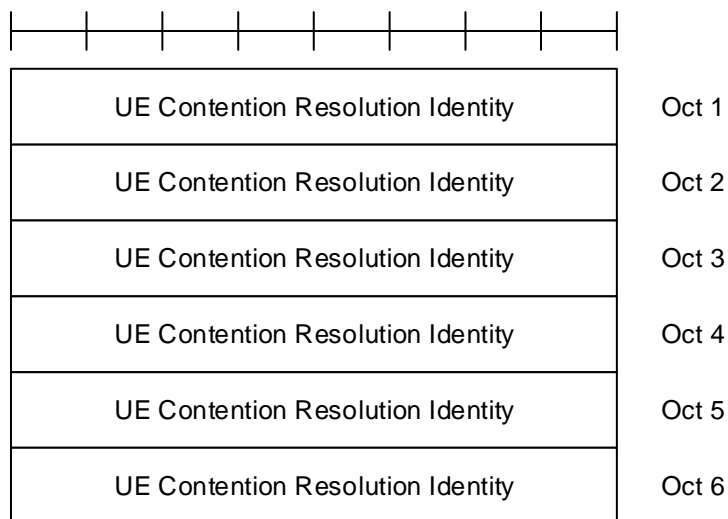 UE Contention Resolution Identity Oct 1
UE Contention Resolution Identity Oct 2
UE Contention Resolution Identity Oct 3
UE Contention Resolution Identity Oct 4
UE Contention Resolution Identity Oct 5
UE Contention Resolution Identity Oct 6